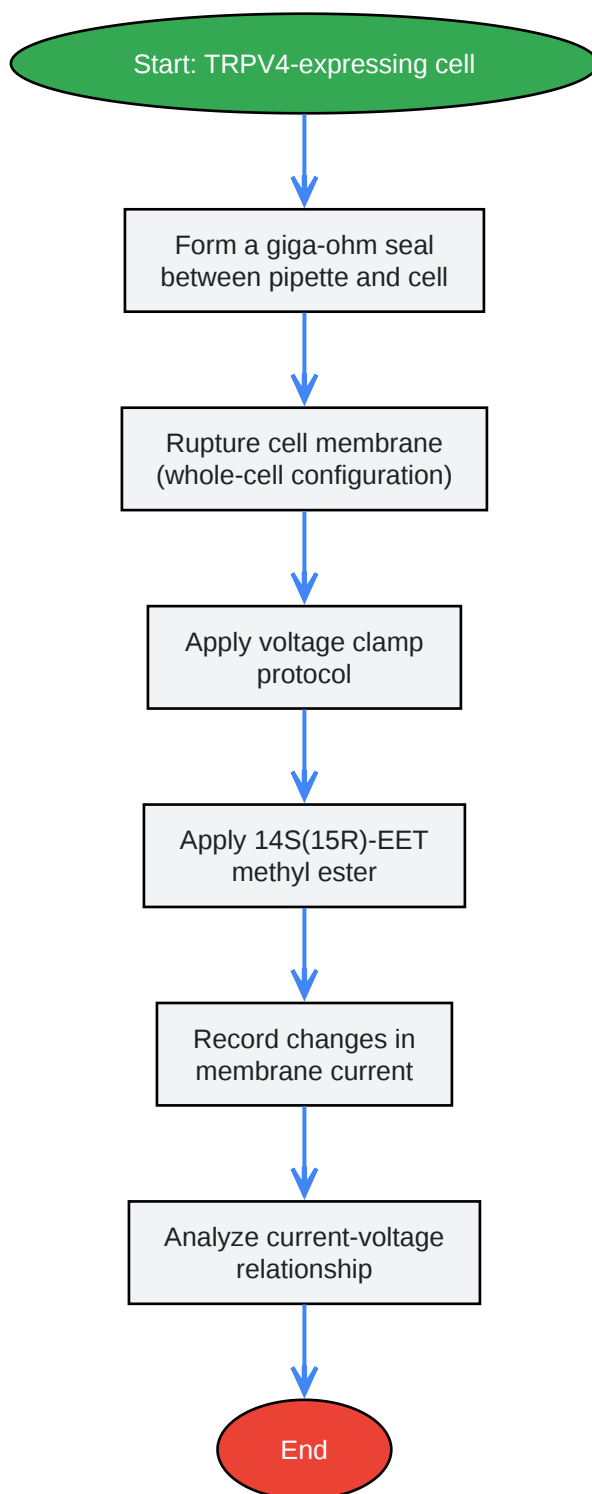 Start: TRPV4-expressing cell
Form a giga-ohm seal
between pipette and cell
Rupture cell membrane
(whole-cell configuration)
Apply voltage clamp
protocol
Apply 14S(15R)-EET
methyl ester
Record changes in
membrane current
Analyze current-voltage
relationship
End